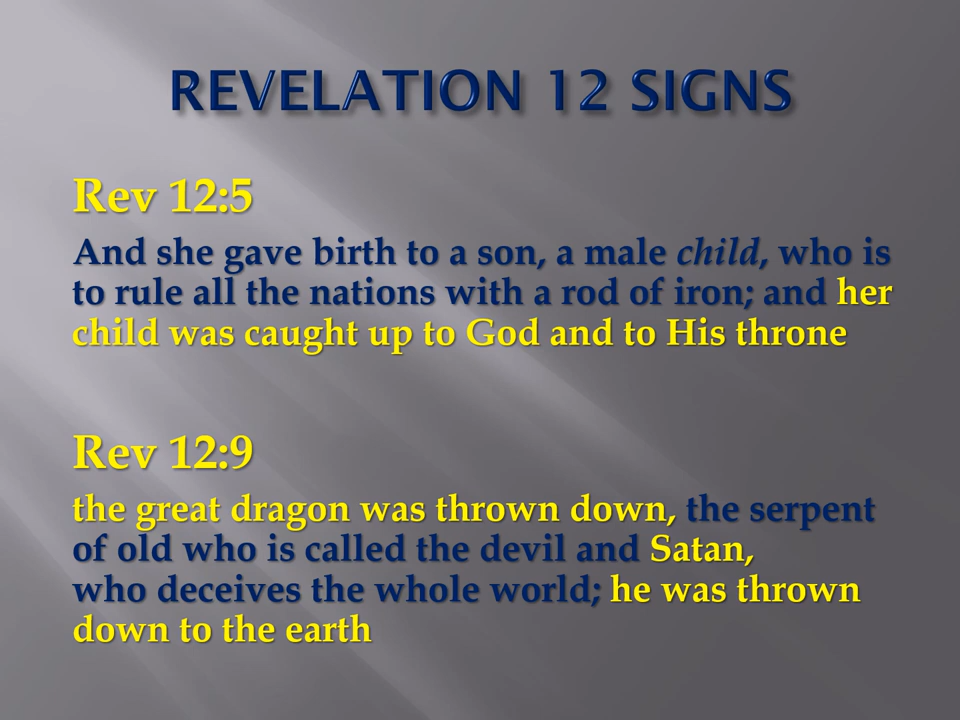 REVELATION 12 SIGNS
Rev 12:5
And she gave birth to a son, a male child, who is
to rule all the nations with a rod of iron; and her
child was caught up to God and to His throne
Rev 12:9
the great dragon was thrown down, the serpent
of old who is called the devil and Satan,
who deceives the whole world; he was thrown
down to the earth